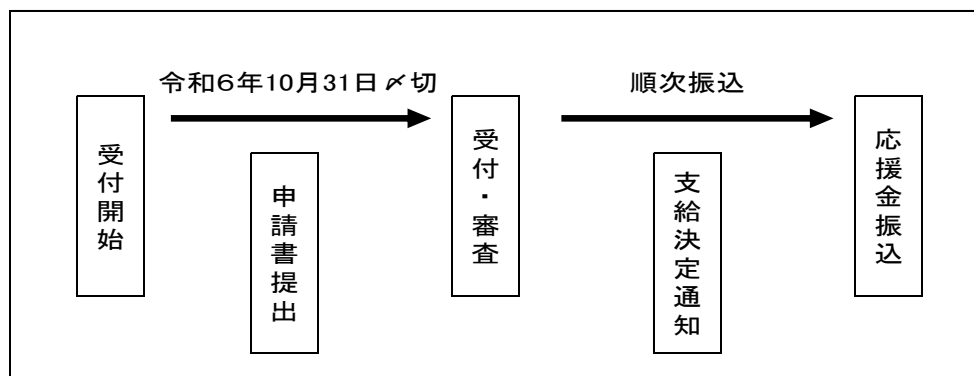 令和6年10月31日〆切
順次振込
受付開始
申請書提出
受付・審査
支給決定通知
応援金振込